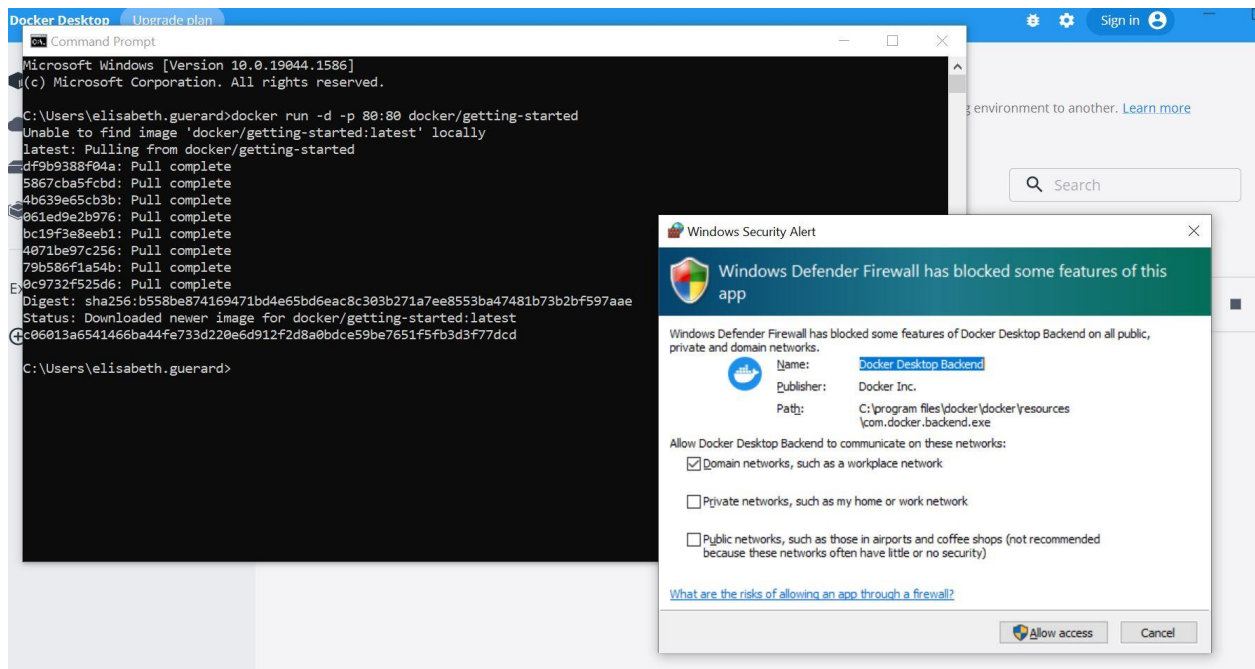 Docker Desktop Upgrade plan
Sign in
Command Prompt
Microsoft Windows [Version 10.0.19044.1586]
(c) Microsoft Corporation. All rights reserved.
C:\Users\elisabeth.guerard>docker run -d -p 80:80 docker/getting-started
Unable to find image 'docker/getting-started:latest' locally
latest: Pulling from docker/getting-started
df9b9388f04a: Pull complete
5867cba5fcbd: Pull complete
4b639e65cb3b: Pull complete
061ed9e2b976: Pull complete
bc19f3e8eeb1: Pull complete
4071be97c256: Pull complete
79b586f1a54b: Pull complete
0c9732f525d6: Pull complete
Digest: sha256:b558be874169471bd4e65bd6eac8c303b271a7ee8553ba47481b73b2bf597aae
Status: Downloaded newer image for docker/getting-started:latest
c06013a6541466ba44fe733d220e6d912f2d8a0bdce59be7651f5fb3d3f77dcd
C:\Users\elisabeth.guerard>
environment to another. Learn more
Search
Windows Security Alert
Windows Defender Firewall has blocked some features of this
app
Windows Defender Firewall has blocked some features of Docker Desktop Backend on all public,
private and domain networks.
Name: Docker Desktop Backend
Publisher: Docker Inc.
Path: C:\program files\docker\docker\resources
\com.docker.backend.exe
Allow Docker Desktop Backend to communicate on these networks:
Domain networks, such as a workplace network
Private networks, such as my home or work network
Public networks, such as those in airports and coffee shops (not recommended
because these networks often have little or no security)
What are the risks of allowing an app through a firewall?
Allow access Cancel